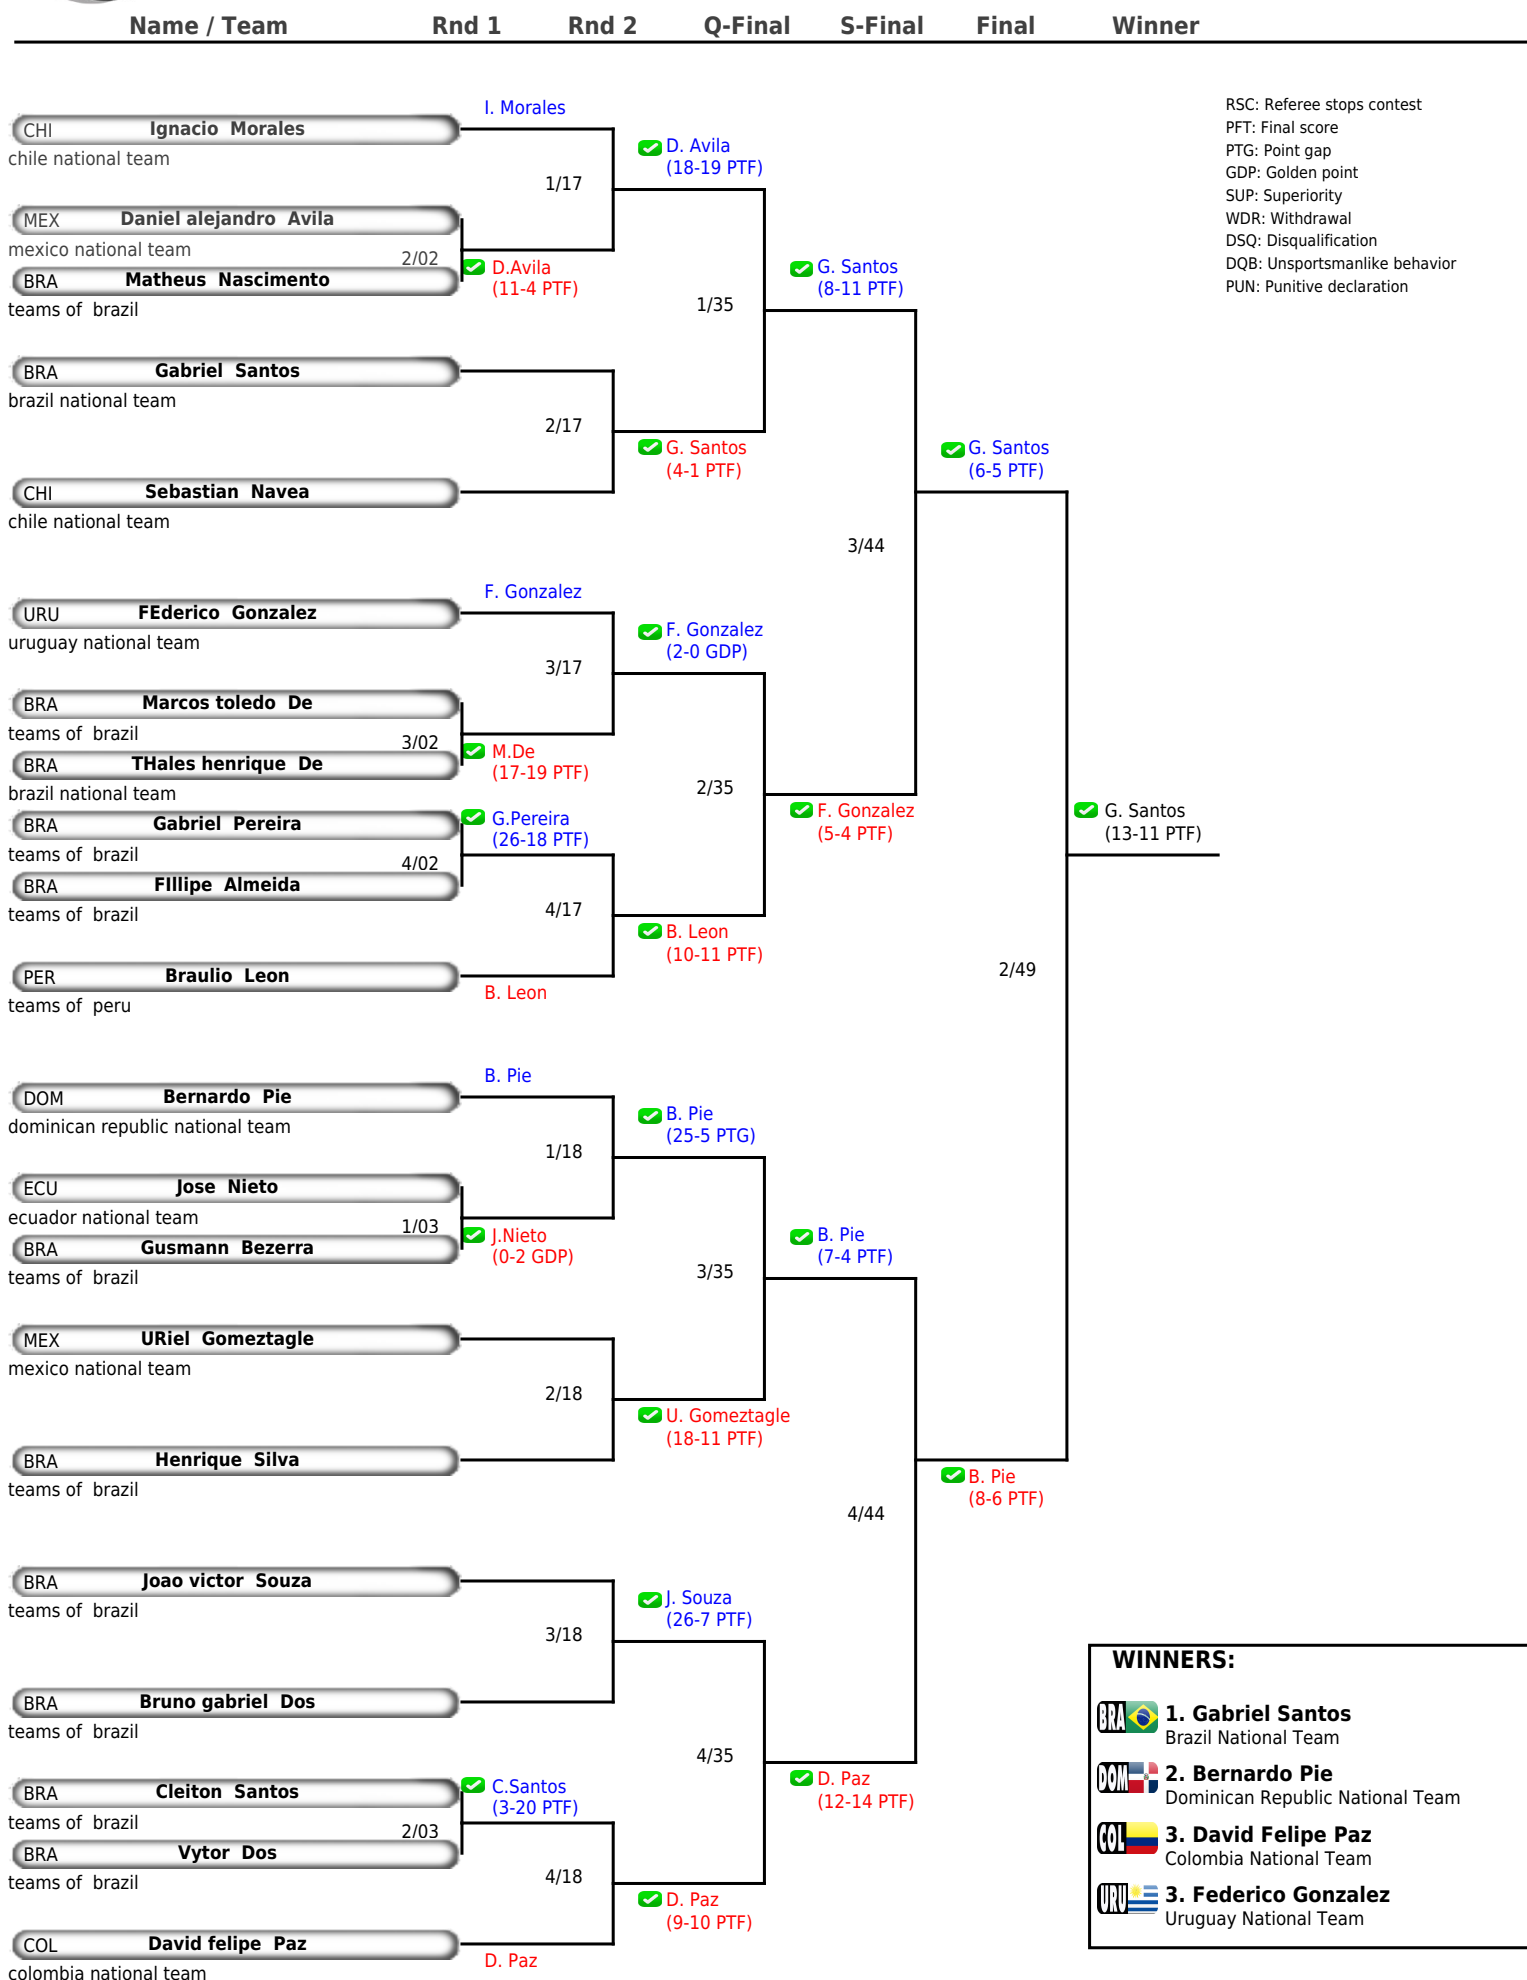 Name / Team Rnd 1 Rnd 2 Q-Final S-Final Final Winner
RSC: Referee stops contest
PFT: Final score
PTG: Point gap
GDP: Golden point
SUP: Superiority
WDR: Withdrawal
DSQ: Disqualification
DQB: Unsportsmanlike behavior
PUN: Punitive declaration
I. Morales
CHI Ignacio Morales
chile national team
D. Avila
(18-19 PTF)
1/17
MEX Daniel alejandro Avila
mexico national team
2/02
BRA Matheus Nascimento
teams of brazil
D.Avila
(11-4 PTF)
G. Santos
(8-11 PTF)
1/35
BRA Gabriel Santos
brazil national team
2/17
G. Santos
(4-1 PTF)
G. Santos
(6-5 PTF)
CHI Sebastian Navea
chile national team
3/44
F. Gonzalez
URU FEderico Gonzalez
uruguay national team
F. Gonzalez
(2-0 GDP)
3/17
BRA Marcos toledo De
teams of brazil
3/02
BRA THales henrique De
brazil national team
M.De
(17-19 PTF)
2/35
BRA Gabriel Pereira
teams of brazil
G.Pereira
(26-18 PTF)
F. Gonzalez
(5-4 PTF)
G. Santos
(13-11 PTF)
4/02
BRA FIllipe Almeida
teams of brazil
4/17
B. Leon
(10-11 PTF)
PER Braulio Leon
teams of peru
B. Leon
2/49
B. Pie
DOM Bernardo Pie
dominican republic national team
B. Pie
(25-5 PTG)
1/18
ECU Jose Nieto
ecuador national team
1/03
BRA Gusmann Bezerra
teams of brazil
J.Nieto
(0-2 GDP)
B. Pie
(7-4 PTF)
3/35
MEX URiel Gomeztagle
mexico national team
2/18
U. Gomeztagle
(18-11 PTF)
BRA Henrique Silva
teams of brazil
B. Pie
(8-6 PTF)
4/44
BRA Joao victor Souza
teams of brazil
J. Souza
(26-7 PTF)
3/18
BRA Bruno gabriel Dos
teams of brazil
4/35
BRA Cleiton Santos
teams of brazil
C.Santos
(3-20 PTF)
D. Paz
(12-14 PTF)
2/03
BRA Vytor Dos
teams of brazil
4/18
D. Paz
(9-10 PTF)
COL David felipe Paz
colombia national team
D. Paz
WINNERS:
BRA 1. Gabriel Santos
Brazil National Team
DOM 2. Bernardo Pie
Dominican Republic National Team
COL 3. David Felipe Paz
Colombia National Team
URU 3. Federico Gonzalez
Uruguay National Team